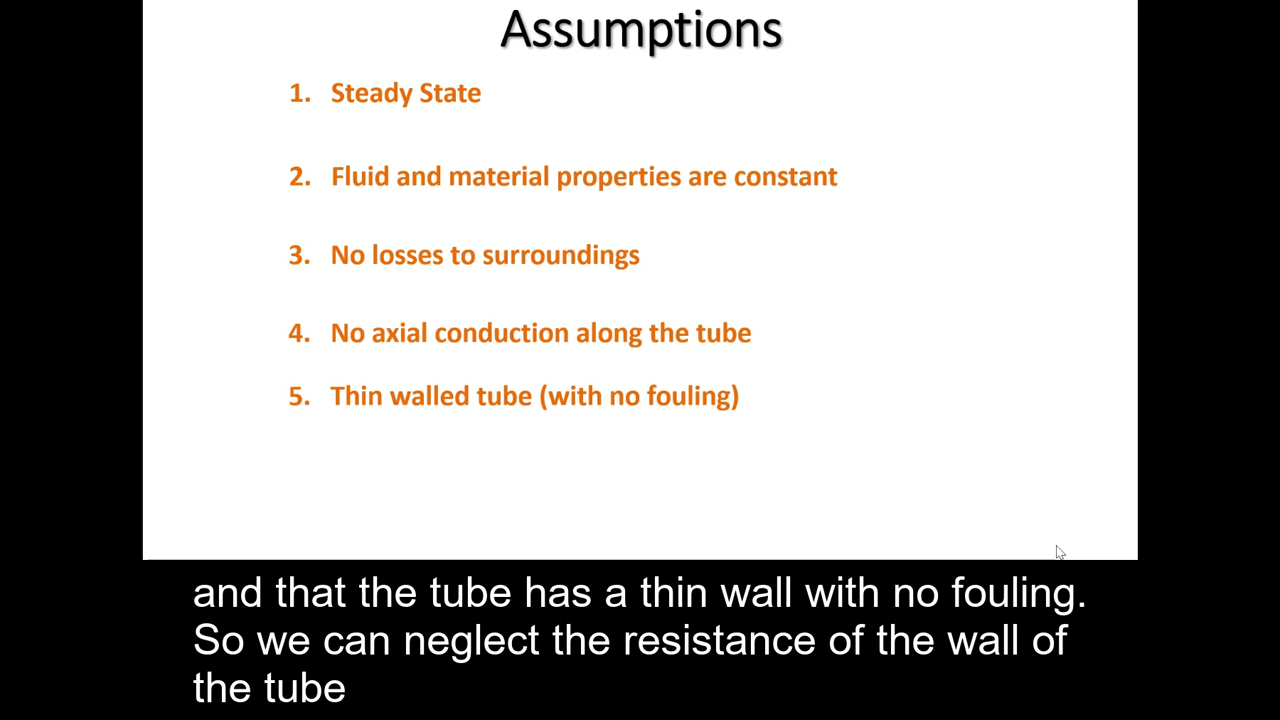 Assumptions
1. Steady State
2. Fluid and material properties are constant
3. No losses to surroundings
4. No axial conduction along the tube
5. Thin walled tube (with no fouling)
and that the tube has a thin wall with no fouling.
So we can neglect the resistance of the wall of
the tube